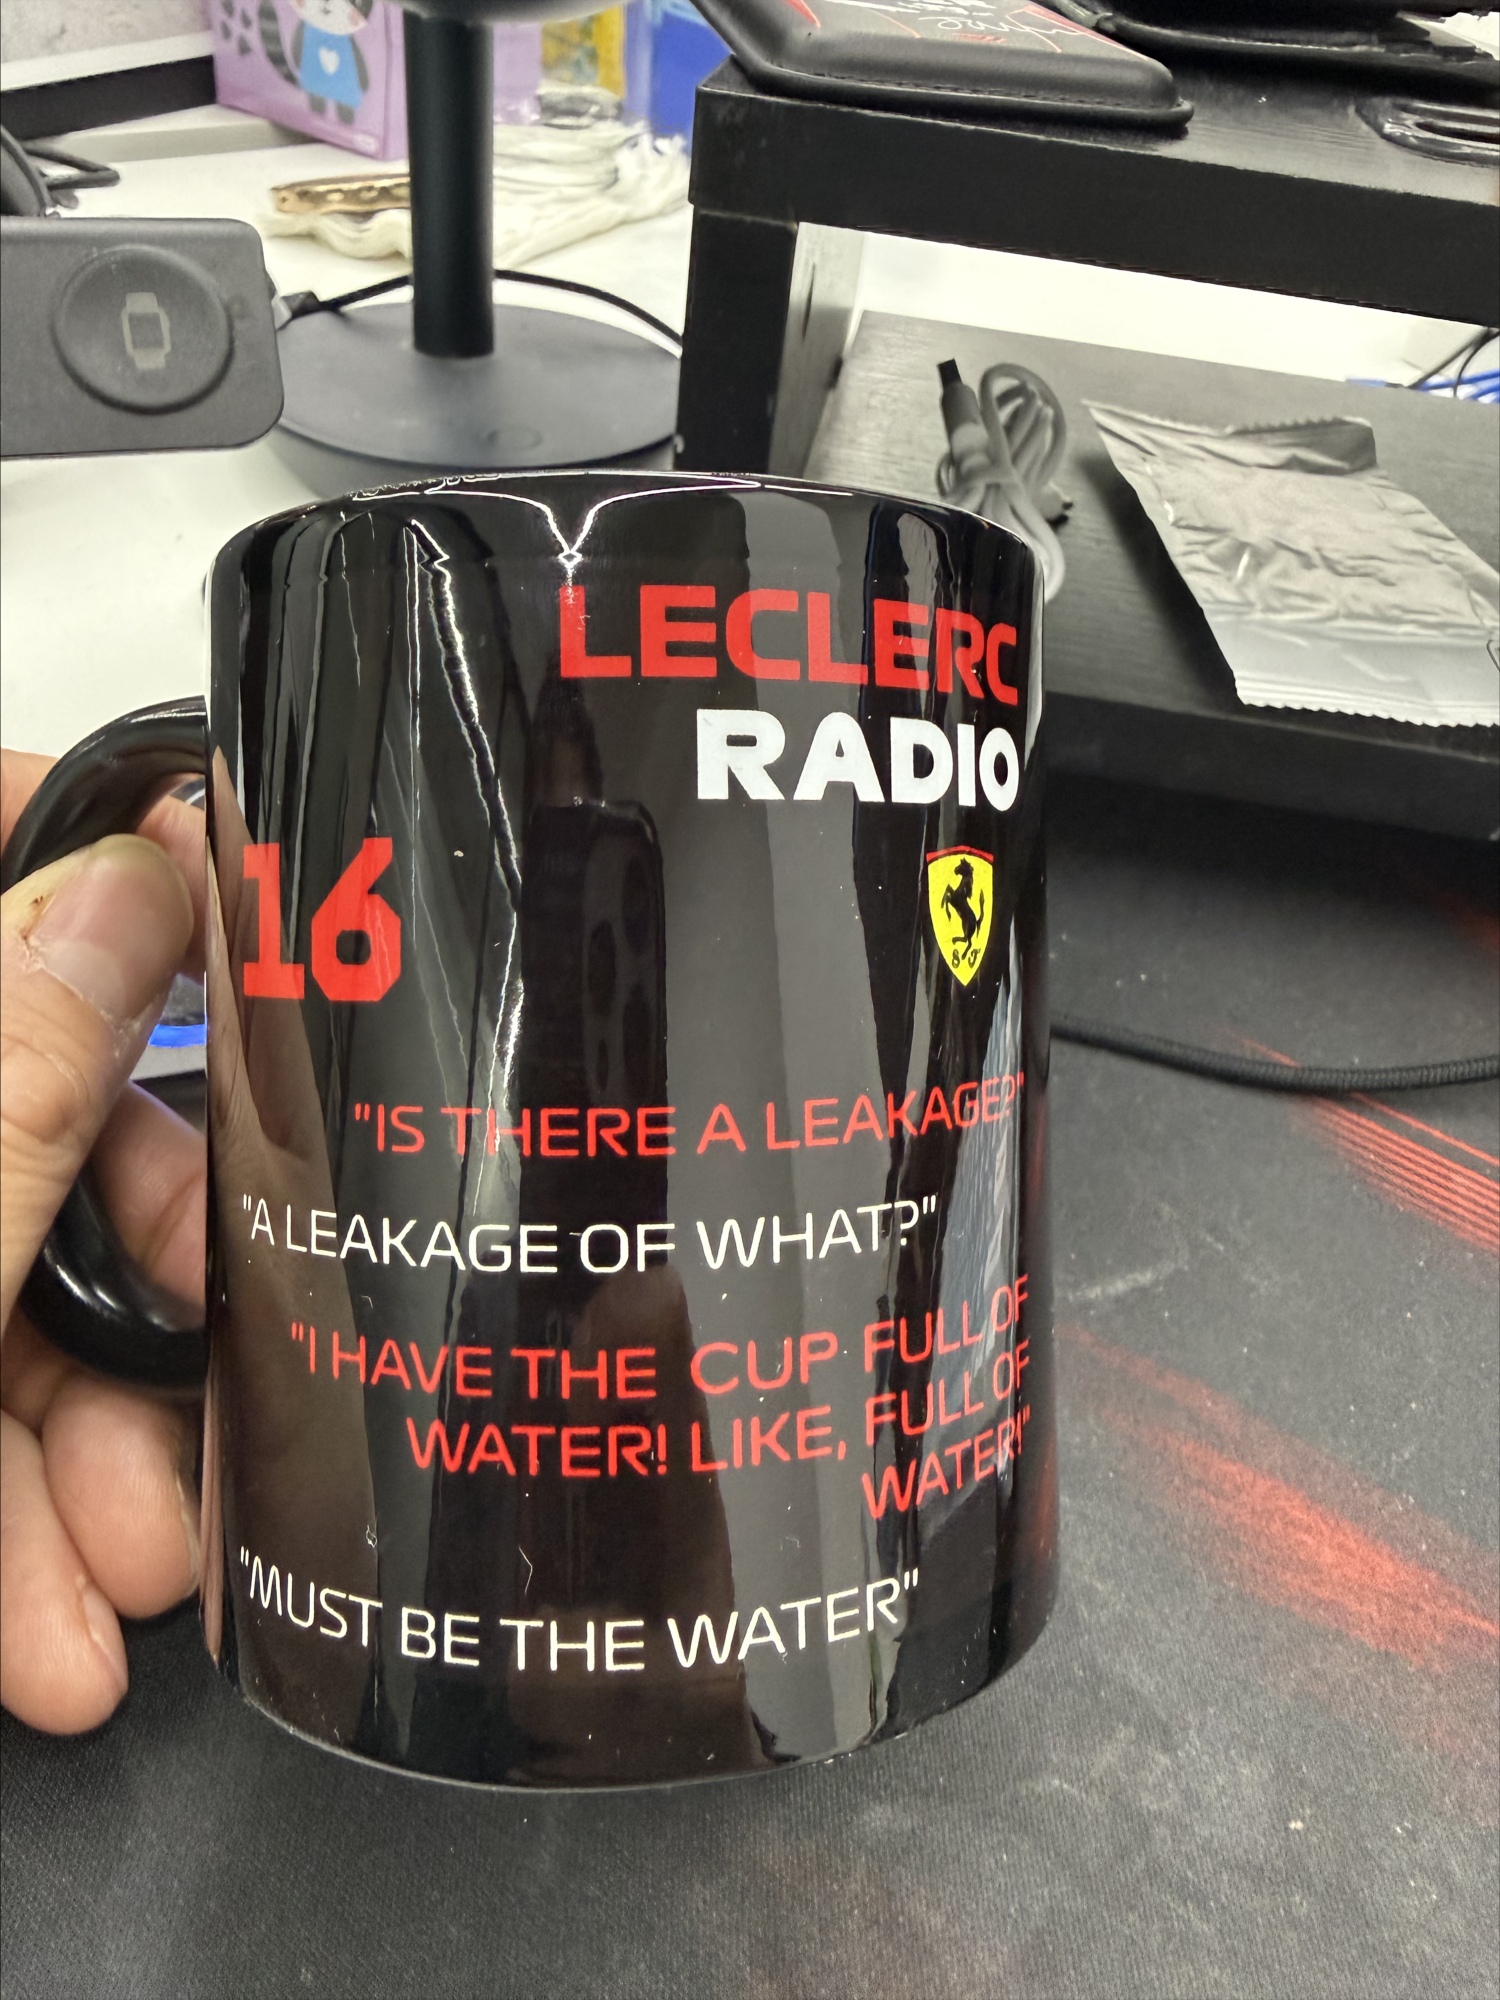 LECLERC
RADIO
16
"IS THERE A LEAKAGE?"
"A LEAKAGE OF WHAT?"
"I HAVE THE CUP FULL OF
WATER! LIKE, FULL OF
WATER!"
"MUST BE THE WATER"